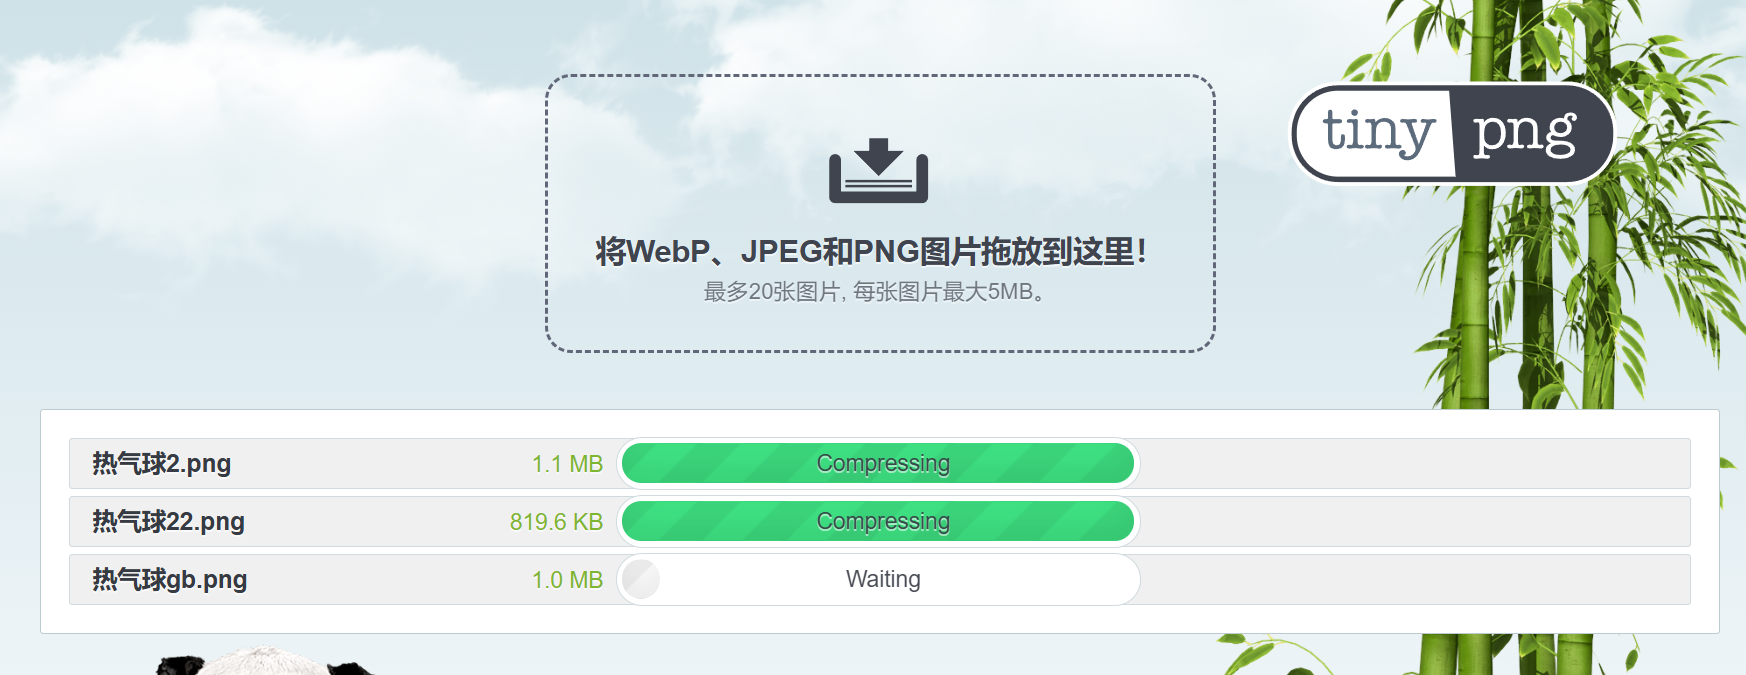 tiny png
将WebP、JPEG和PNG图片拖放到这里！
最多20张图片, 每张图片最大5MB。
热气球2.png 1.1 MB Compressing
热气球22.png 819.6 KB Compressing
热气球gb.png 1.0 MB Waiting